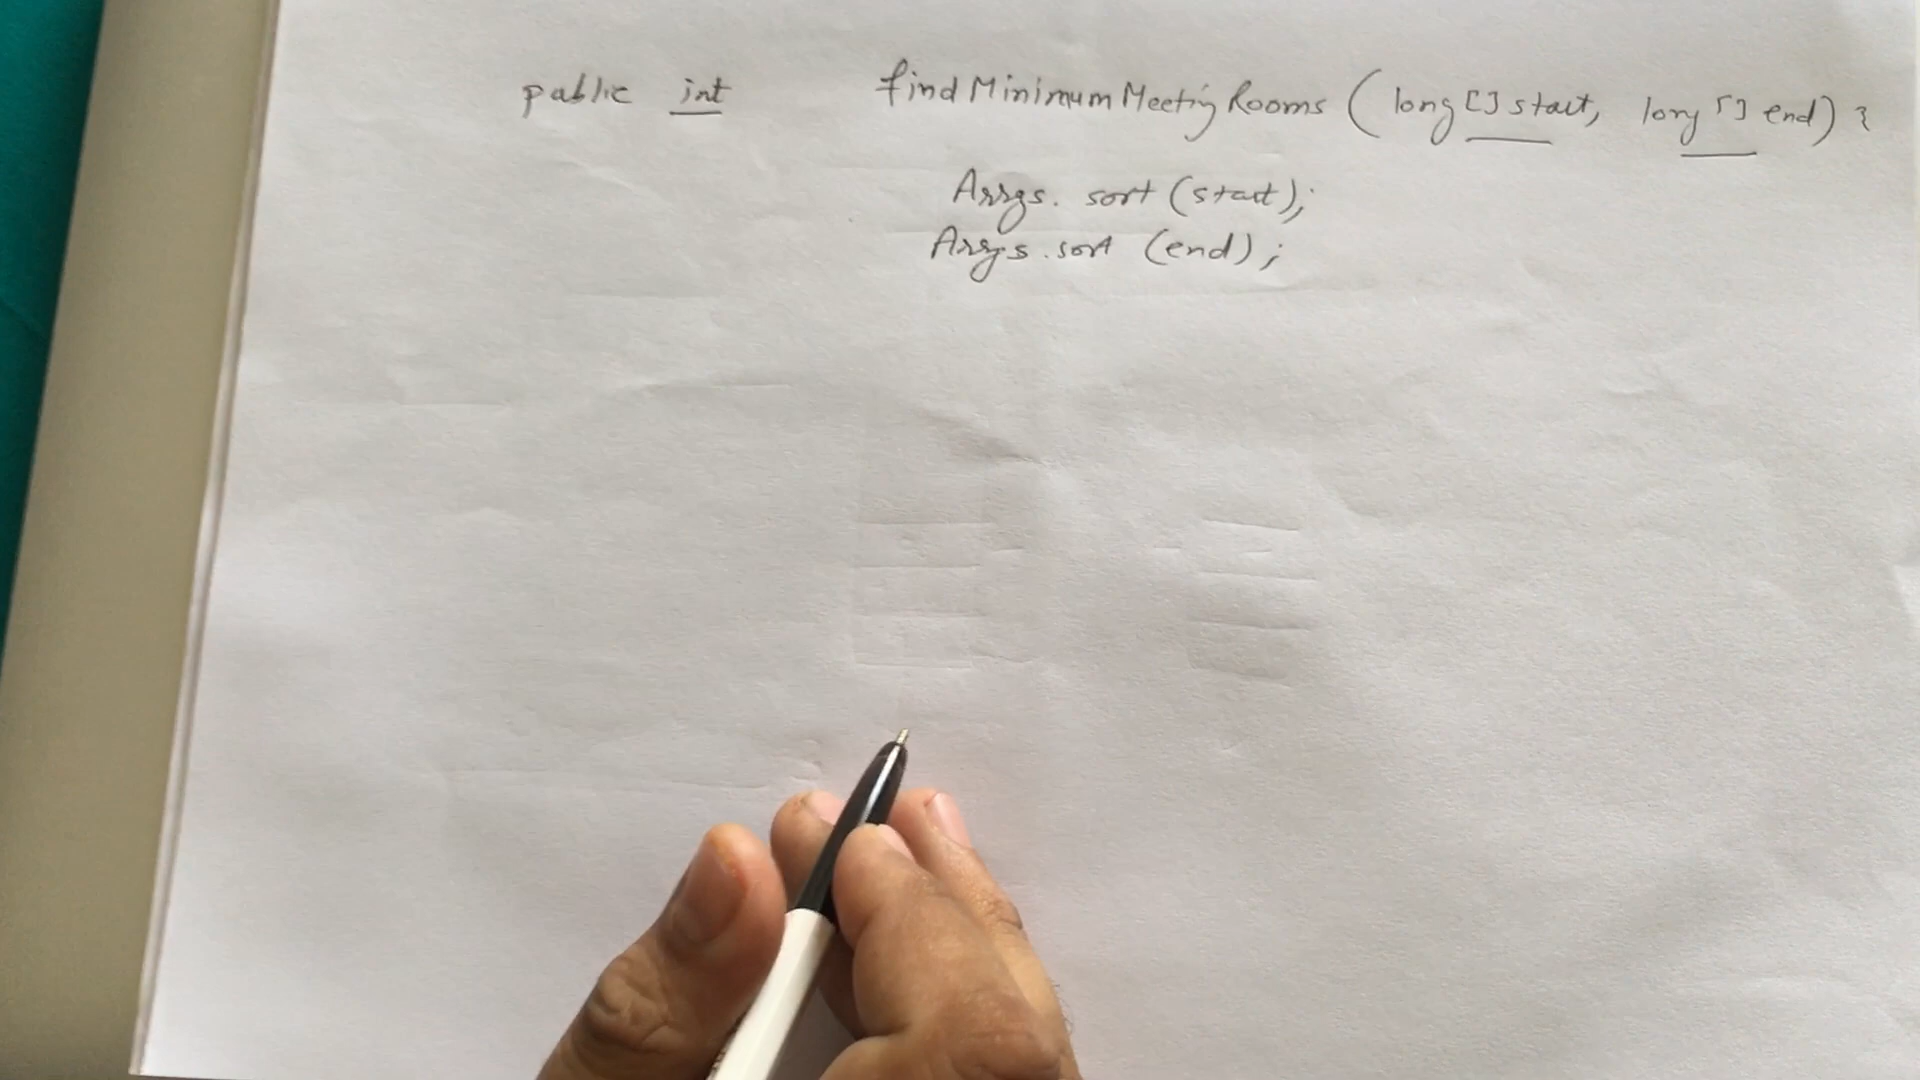 public int findMinimumMeetingRooms (long [] start, long [] end) {
Arrays. sort (start);
Arrays.sort (end);